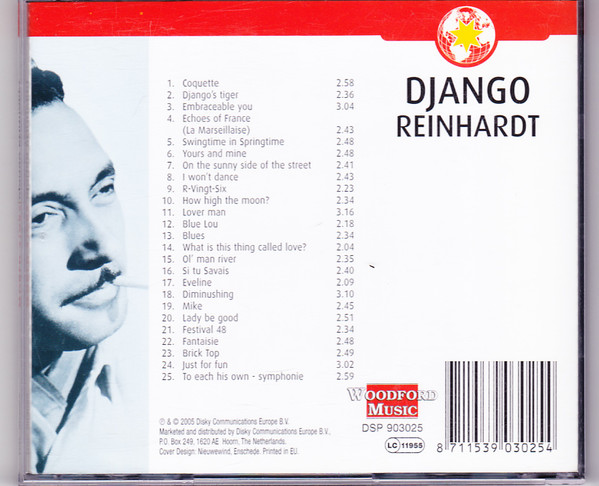 DJANGO
REINHARDT
1. Coquette 2.58
2. Django's tiger 2.36
3. Embraceable you 3.04
4. Echoes of France
(La Marseillaise) 2.43
5. Swingtime in Springtime 2.48
6. Yours and mine 2.48
7. On the sunny side of the street 2.41
8. I won't dance 2.43
9. R-Vingt-Six 2.23
10. How high the moon? 2.34
11. Lover man 3.16
12. Blue Lou 2.18
13. Blues 2.34
14. What is this thing called love? 2.04
15. Ol' man river 2.35
16. Si tu Savais 2.40
17. Eveline 2.09
18. Diminushing 3.10
19. Mike 2.45
20. Lady be good 2.51
21. Festival 48 2.34
22. Fantaisie 2.48
23. Brick Top 2.49
24. Just for fun 3.02
25. To each his own - symphonie 2.59
℗ & © 2005 Disky Communications Europe B.V.
Marketed and distributed by Disky Communications Europe B.V.
P.O. Box 249, 1620 AE Hoorn, The Netherlands.
Cover Design: Nieuwewind, Enschede. Printed in EU.
WOODFORD
MUSIC
DSP 903025
LC 11955
8 711539 030254